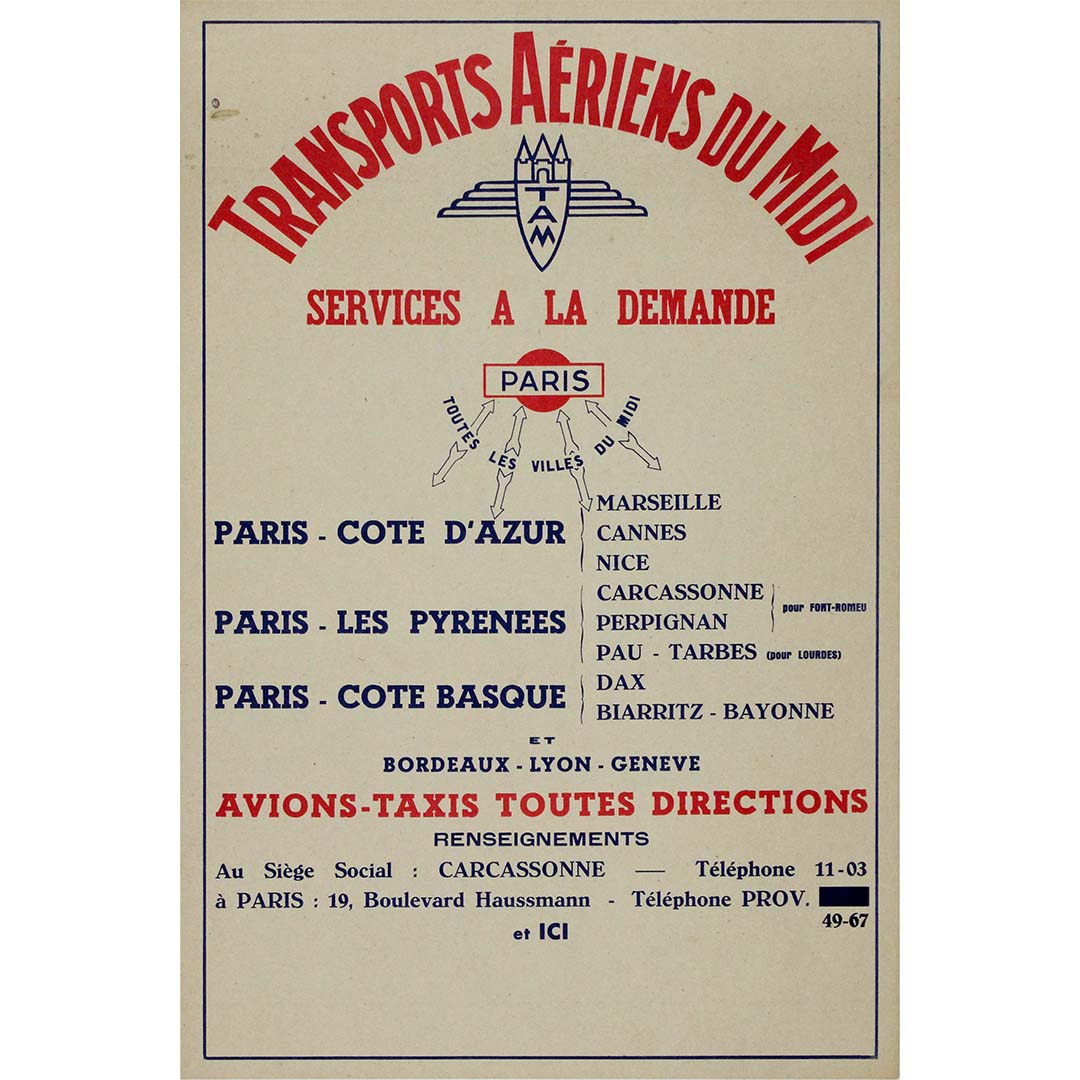 TRANSPORTS AÉRIENS DU MIDI
TAM
SERVICES A LA DEMANDE
PARIS
TOUTES LES VILLES DU MIDI
PARIS - COTE D'AZUR
MARSEILLE
CANNES
NICE
PARIS - LES PYRENEES
CARCASSONNE
PERPIGNAN
pour FONT-ROMEU
PAU - TARBES (pour LOURDES)
PARIS - COTE BASQUE
DAX
BIARRITZ - BAYONNE
ET
BORDEAUX - LYON - GENEVE
AVIONS-TAXIS TOUTES DIRECTIONS
RENSEIGNEMENTS
Au Siège Social : CARCASSONNE — Téléphone 11-03
à PARIS : 19, Boulevard Haussmann - Téléphone PROV.
49-67
et ICI